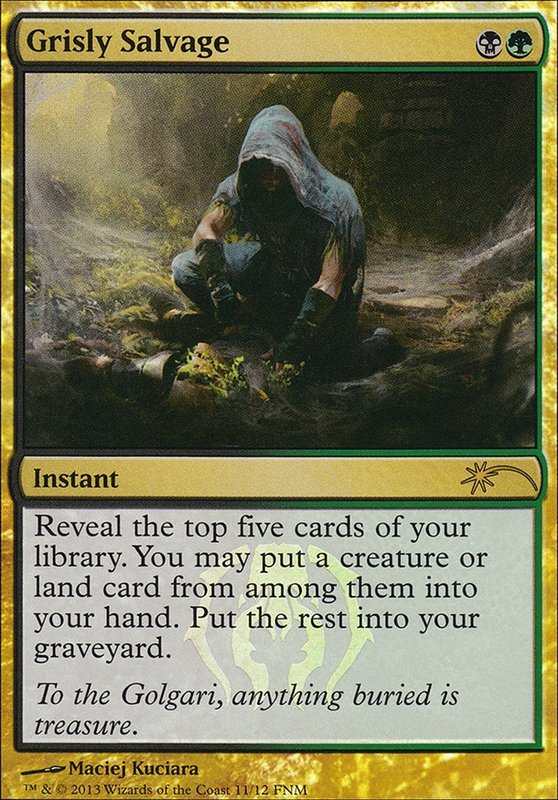 Grisly Salvage
Instant
Reveal the top five cards of your
library. You may put a creature or
land card from among them into
your hand. Put the rest into your
graveyard.
To the Golgari, anything buried is
treasure.
Maciej Kuciara
™ & © 2013 Wizards of the Coast 11/12 FNM